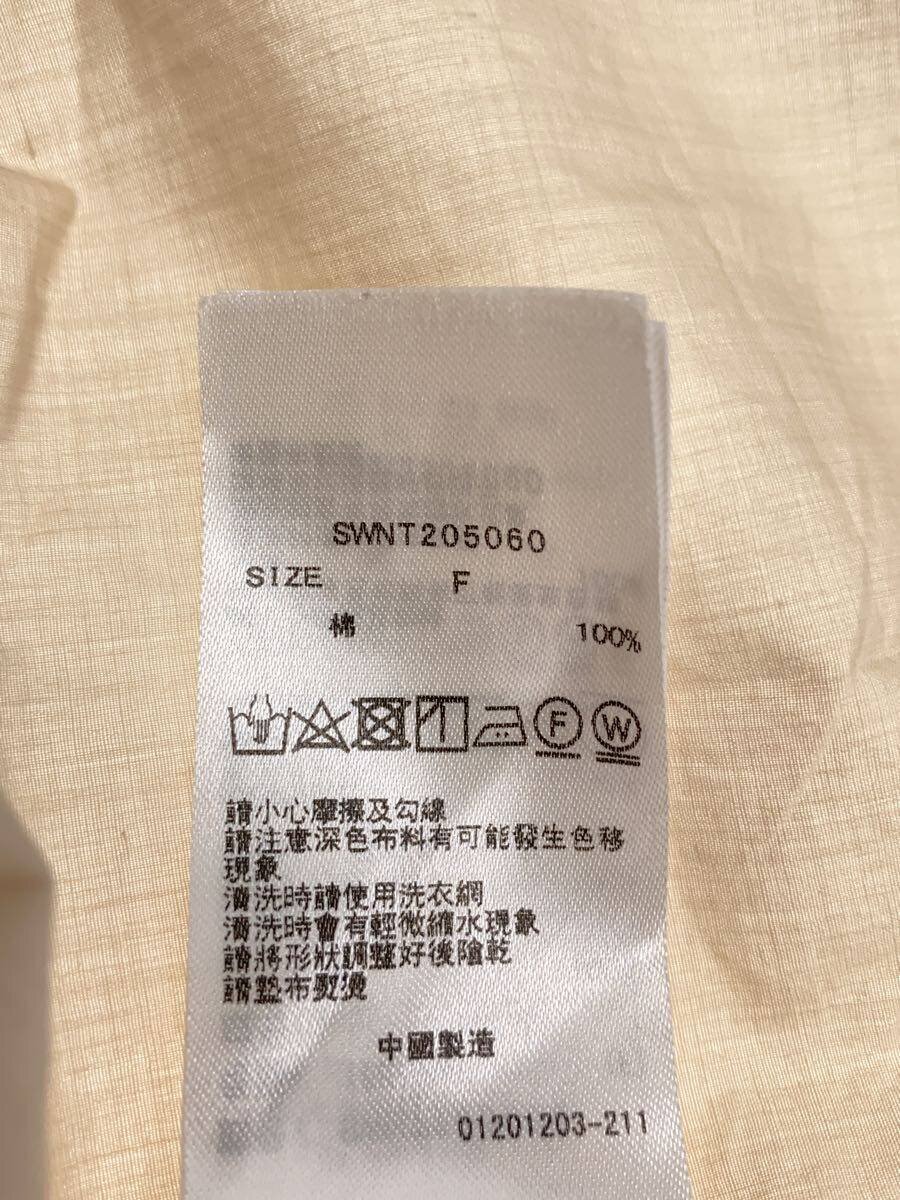 SWNT205060
SIZE F
棉 100%
F W
請小心摩擦及勾線
請注意深色布料有可能發生色移
現象
清洗時請使用洗衣網
清洗時會有輕微縮水現象
請將形狀調整好後陰乾
請墊布熨燙
中國製造
01201203-211